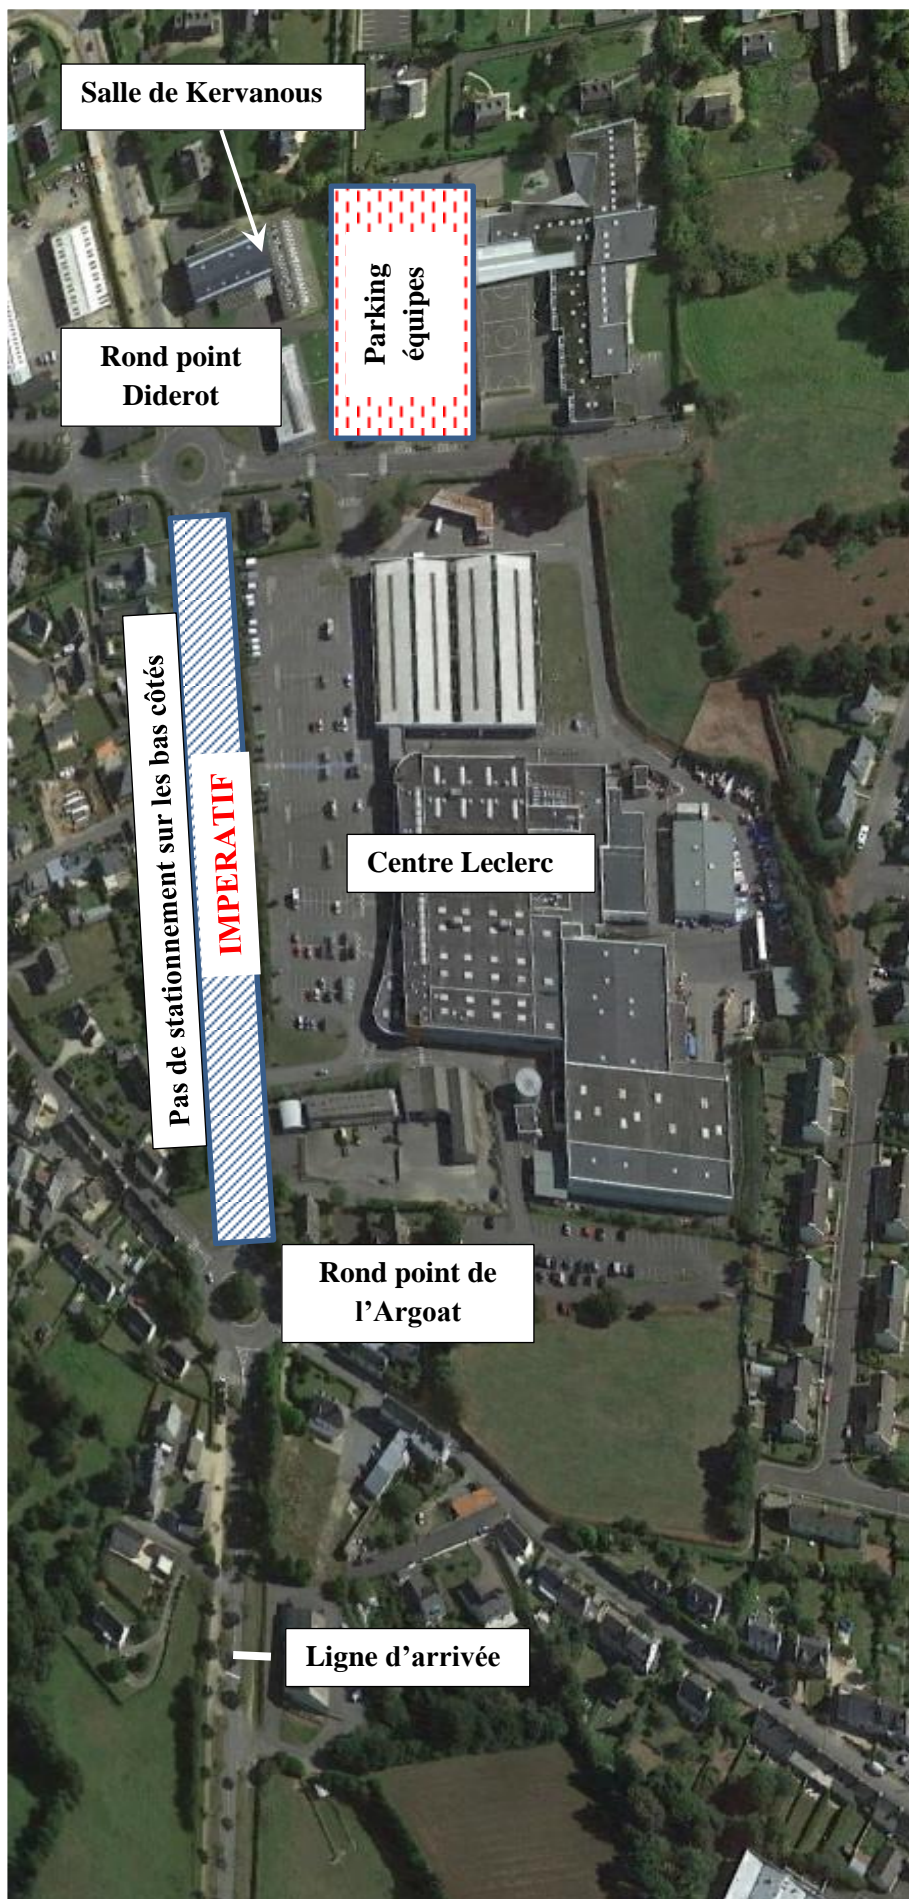 Salle de Kervanous
Parking
équipes
Rond point
Diderot
Pas de stationnement sur les bas côtés
IMPERATIF
Centre Leclerc
Rond point de
l’Argoat
Ligne d’arrivée